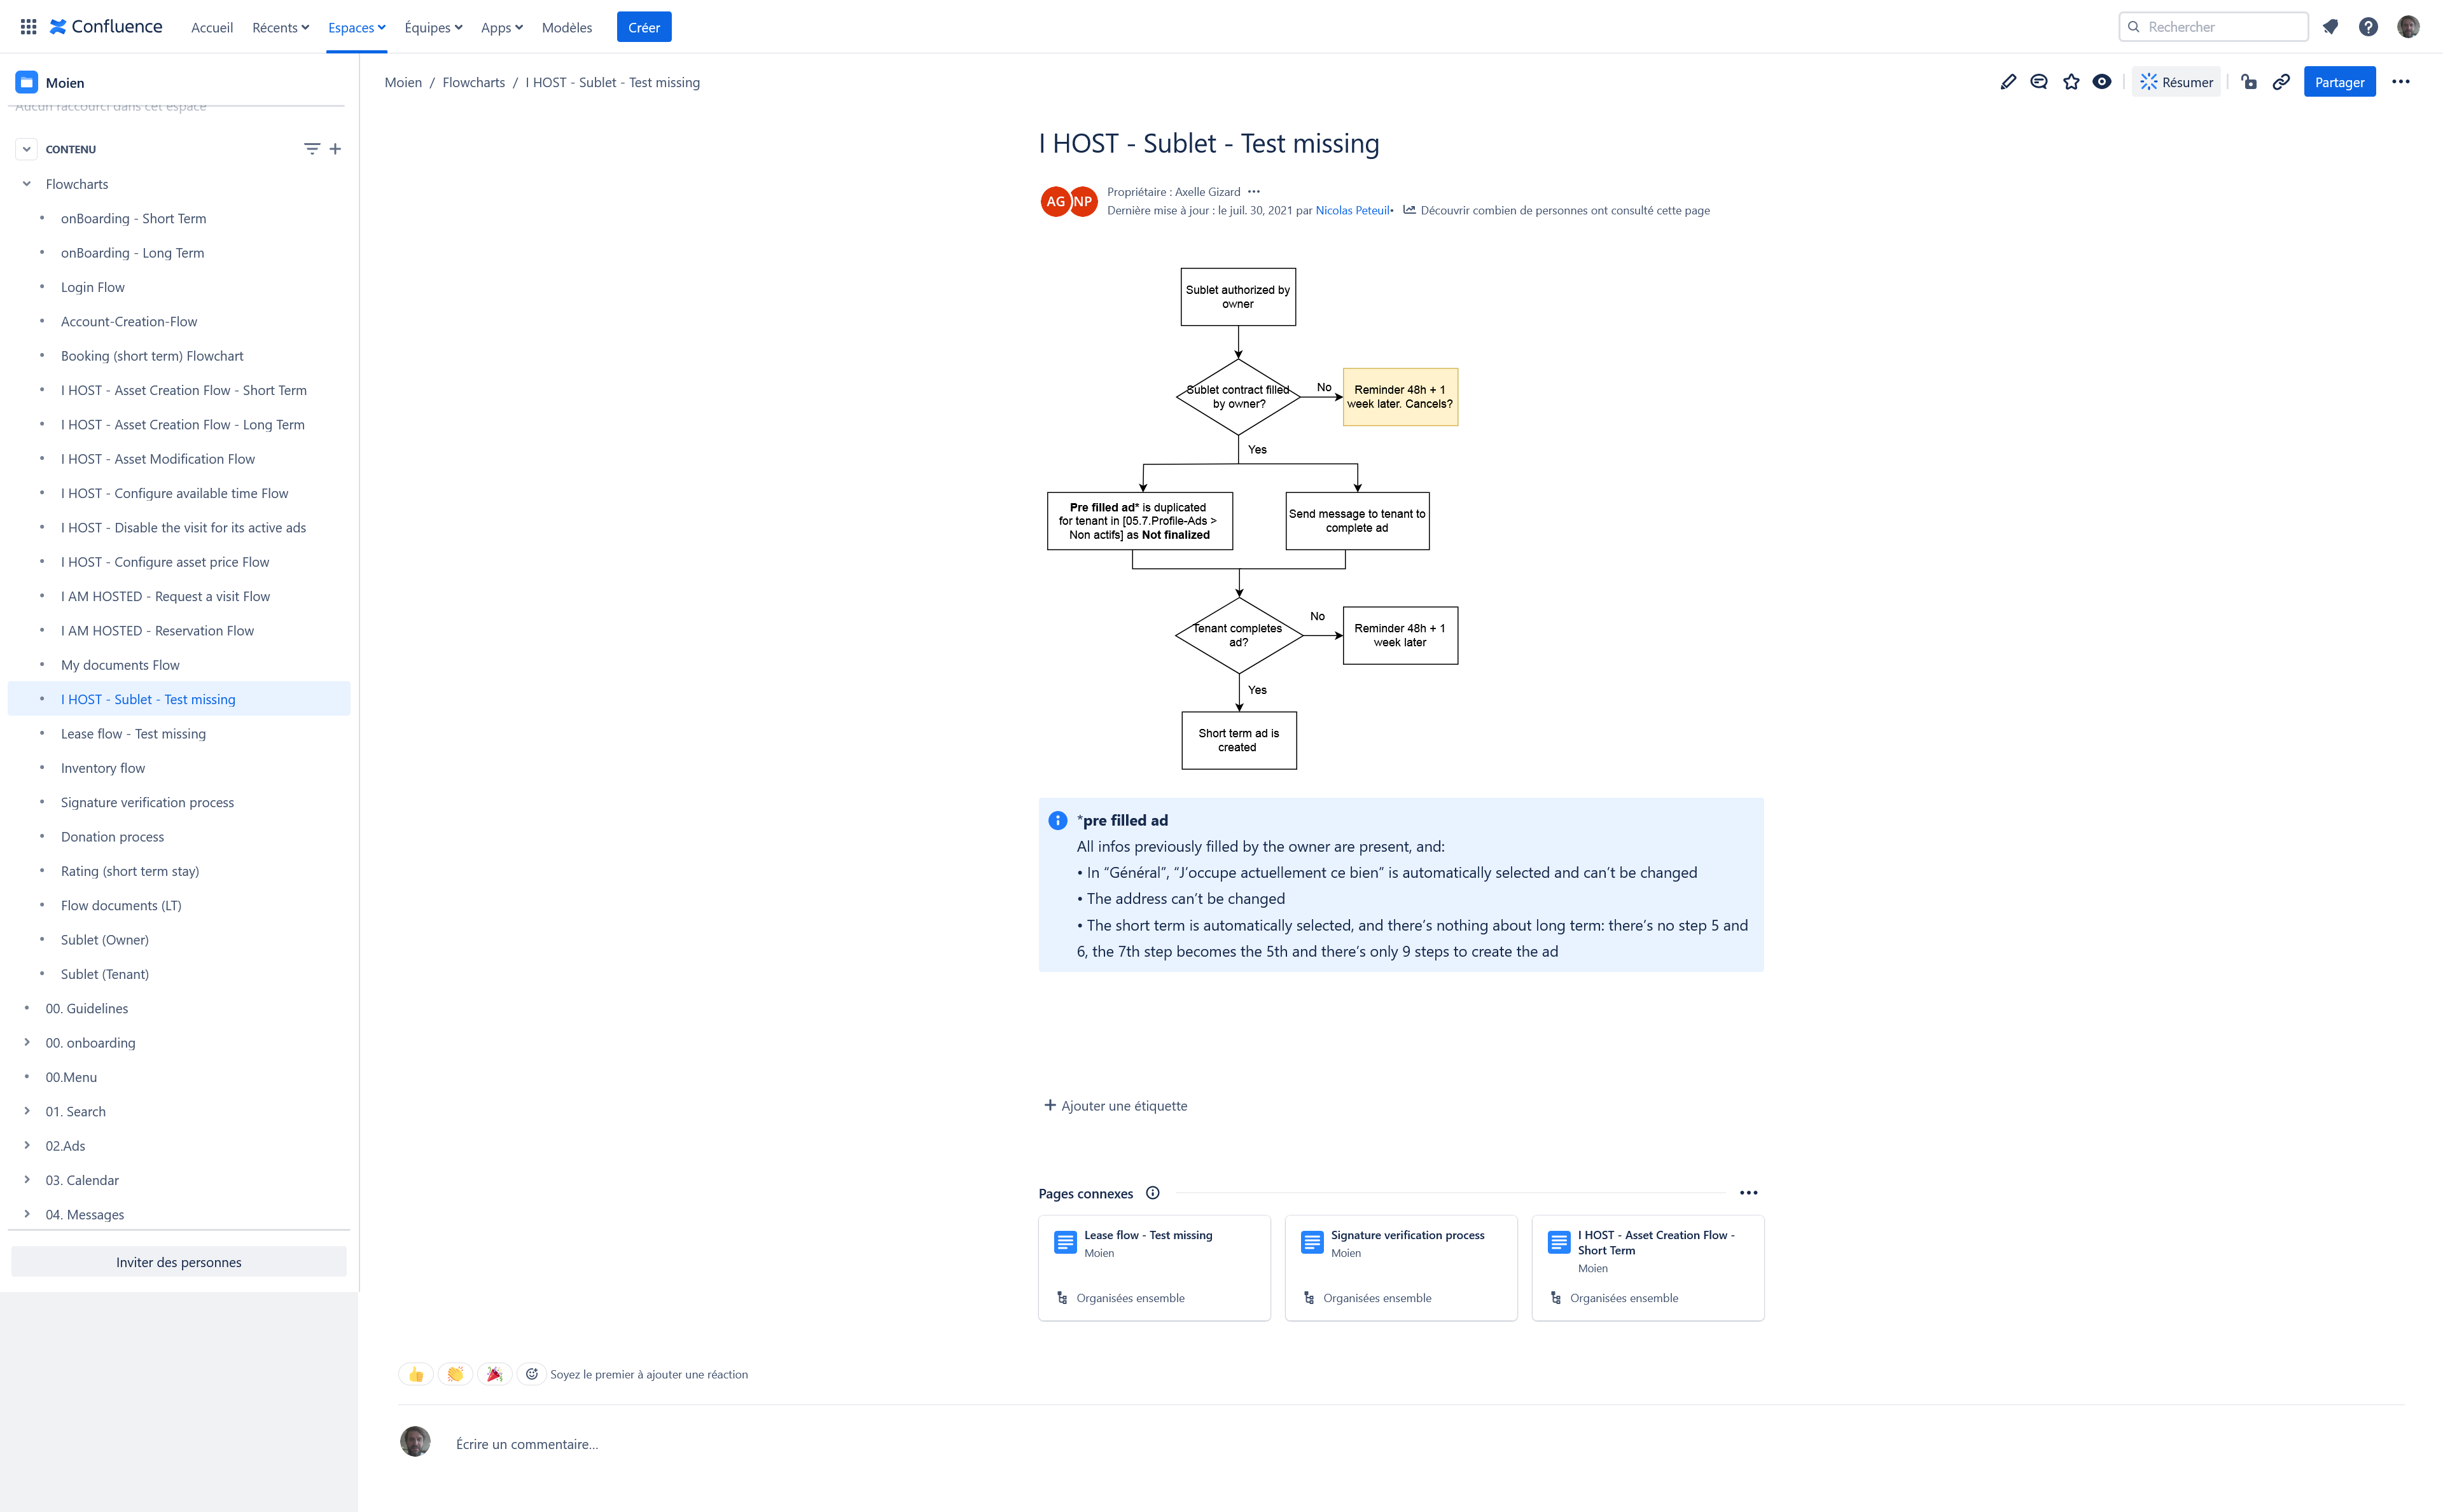 Confluence
Accueil
Récents
Espaces
Équipes
Apps
Modèles
Créer
Rechercher
Moien
Aucun raccourci dans cet espace
CONTENU
Flowcharts
onBoarding - Short Term
onBoarding - Long Term
Login Flow
Account-Creation-Flow
Booking (short term) Flowchart
I HOST - Asset Creation Flow - Short Term
I HOST - Asset Creation Flow - Long Term
I HOST - Asset Modification Flow
I HOST - Configure available time Flow
I HOST - Disable the visit for its active ads
I HOST - Configure asset price Flow
I AM HOSTED - Request a visit Flow
I AM HOSTED - Reservation Flow
My documents Flow
I HOST - Sublet - Test missing
Lease flow - Test missing
Inventory flow
Signature verification process
Donation process
Rating (short term stay)
Flow documents (LT)
Sublet (Owner)
Sublet (Tenant)
00. Guidelines
00. onboarding
00.Menu
01. Search
02.Ads
03. Calendar
04. Messages
Inviter des personnes
Moien / Flowcharts / I HOST - Sublet - Test missing
Résumer
Partager
I HOST - Sublet - Test missing
AG
NP
Propriétaire : Axelle Gizard
Dernière mise à jour : le juil. 30, 2021 par Nicolas Peteuil•
Découvrir combien de personnes ont consulté cette page
Sublet authorized by
owner
Sublet contract filled
by owner?
No
Reminder 48h + 1
week later. Cancels?
Yes
Pre filled ad* is duplicated
for tenant in [05.7.Profile-Ads >
Non actifs] as Not finalized
Send message to tenant to
complete ad
Tenant completes
ad?
No
Reminder 48h + 1
week later
Yes
Short term ad is
created
*pre filled ad
All infos previously filled by the owner are present, and:
• In “Général”, “J’occupe actuellement ce bien” is automatically selected and can’t be changed
• The address can’t be changed
• The short term is automatically selected, and there’s nothing about long term: there’s no step 5 and
6, the 7th step becomes the 5th and there’s only 9 steps to create the ad
Ajouter une étiquette
Pages connexes
Lease flow - Test missing
Moien
Organisées ensemble
Signature verification process
Moien
Organisées ensemble
I HOST - Asset Creation Flow -
Short Term
Moien
Organisées ensemble
Soyez le premier à ajouter une réaction
Écrire un commentaire…